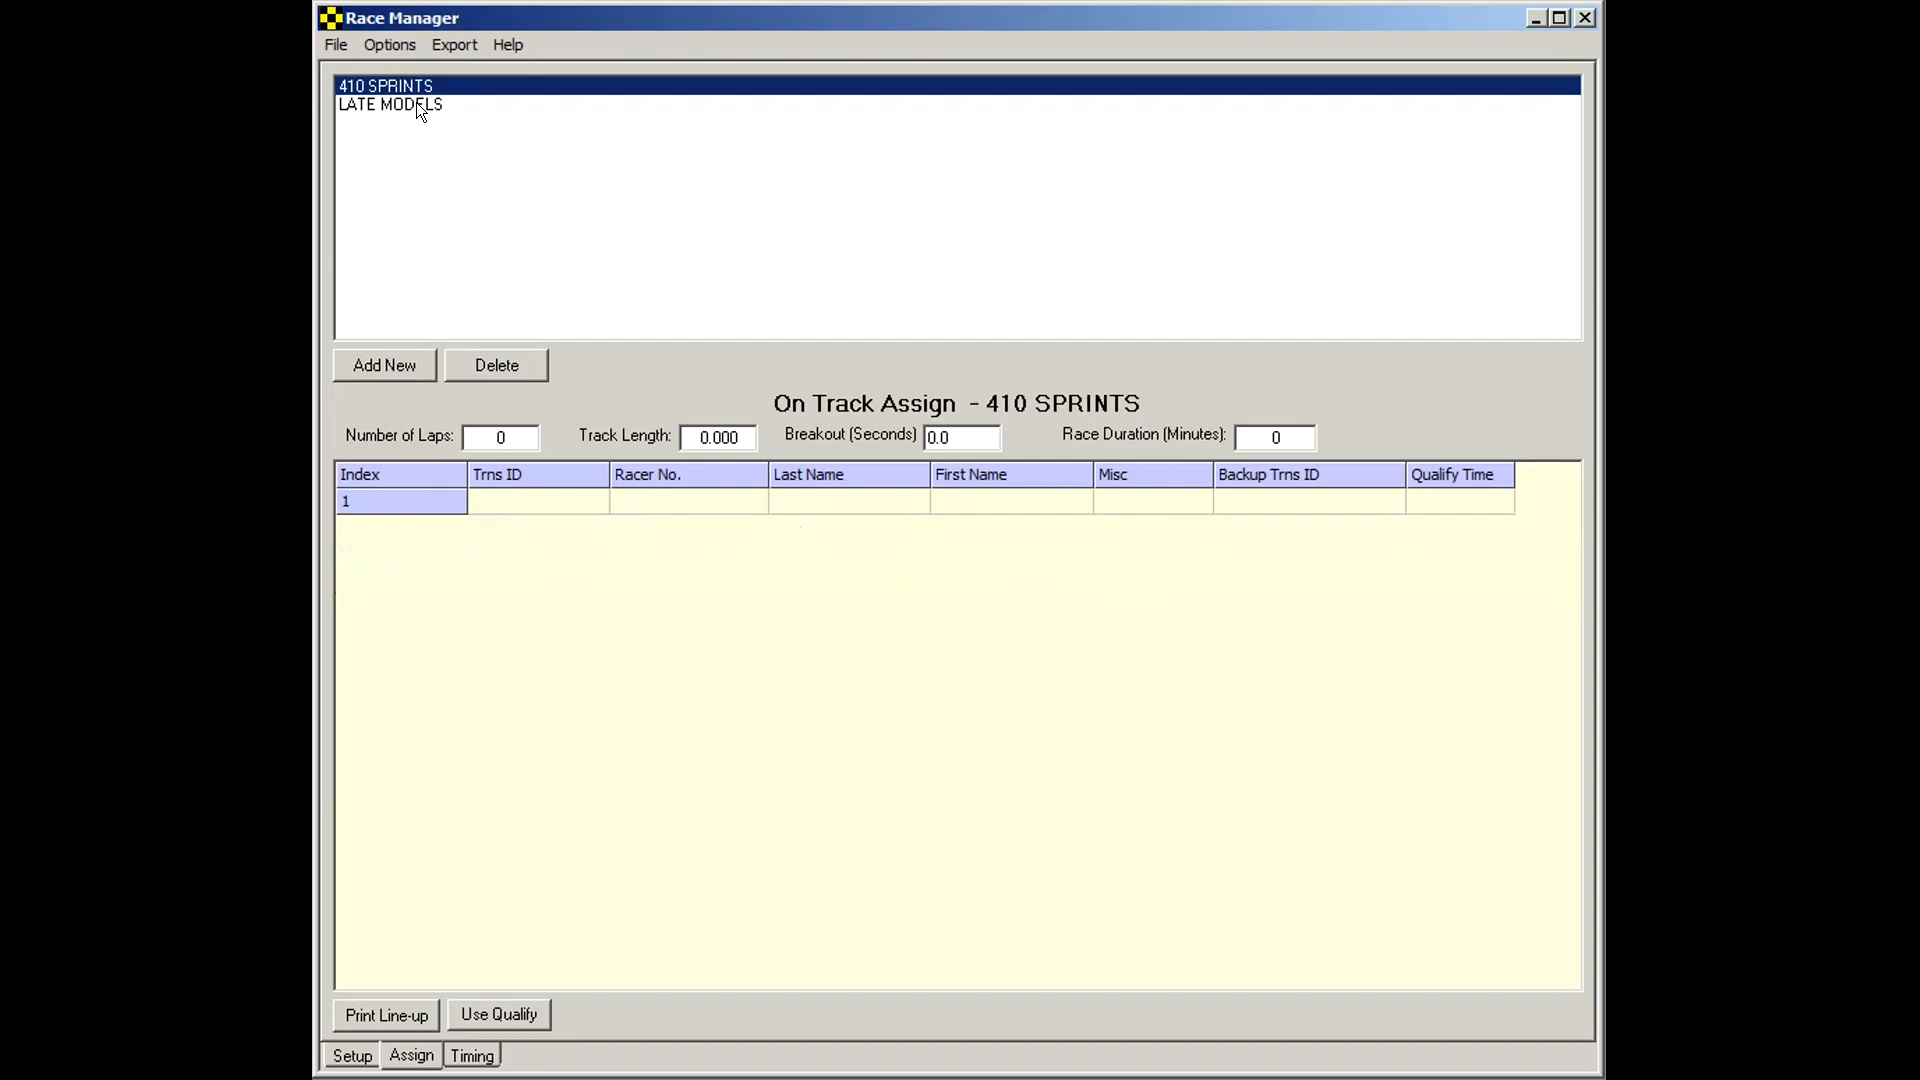 Race Manager
File Options Export Help
410 SPRINTS
LATE MODELS
Add New Delete
On Track Assign - 410 SPRINTS
Number of Laps: 0 Track Length: 0.000 Breakout (Seconds) 0.0 Race Duration (Minutes): 0
Index Trns ID Racer No. Last Name First Name Misc Backup Trns ID Qualify Time
1
Print Line-up Use Qualify
Setup Assign Timing